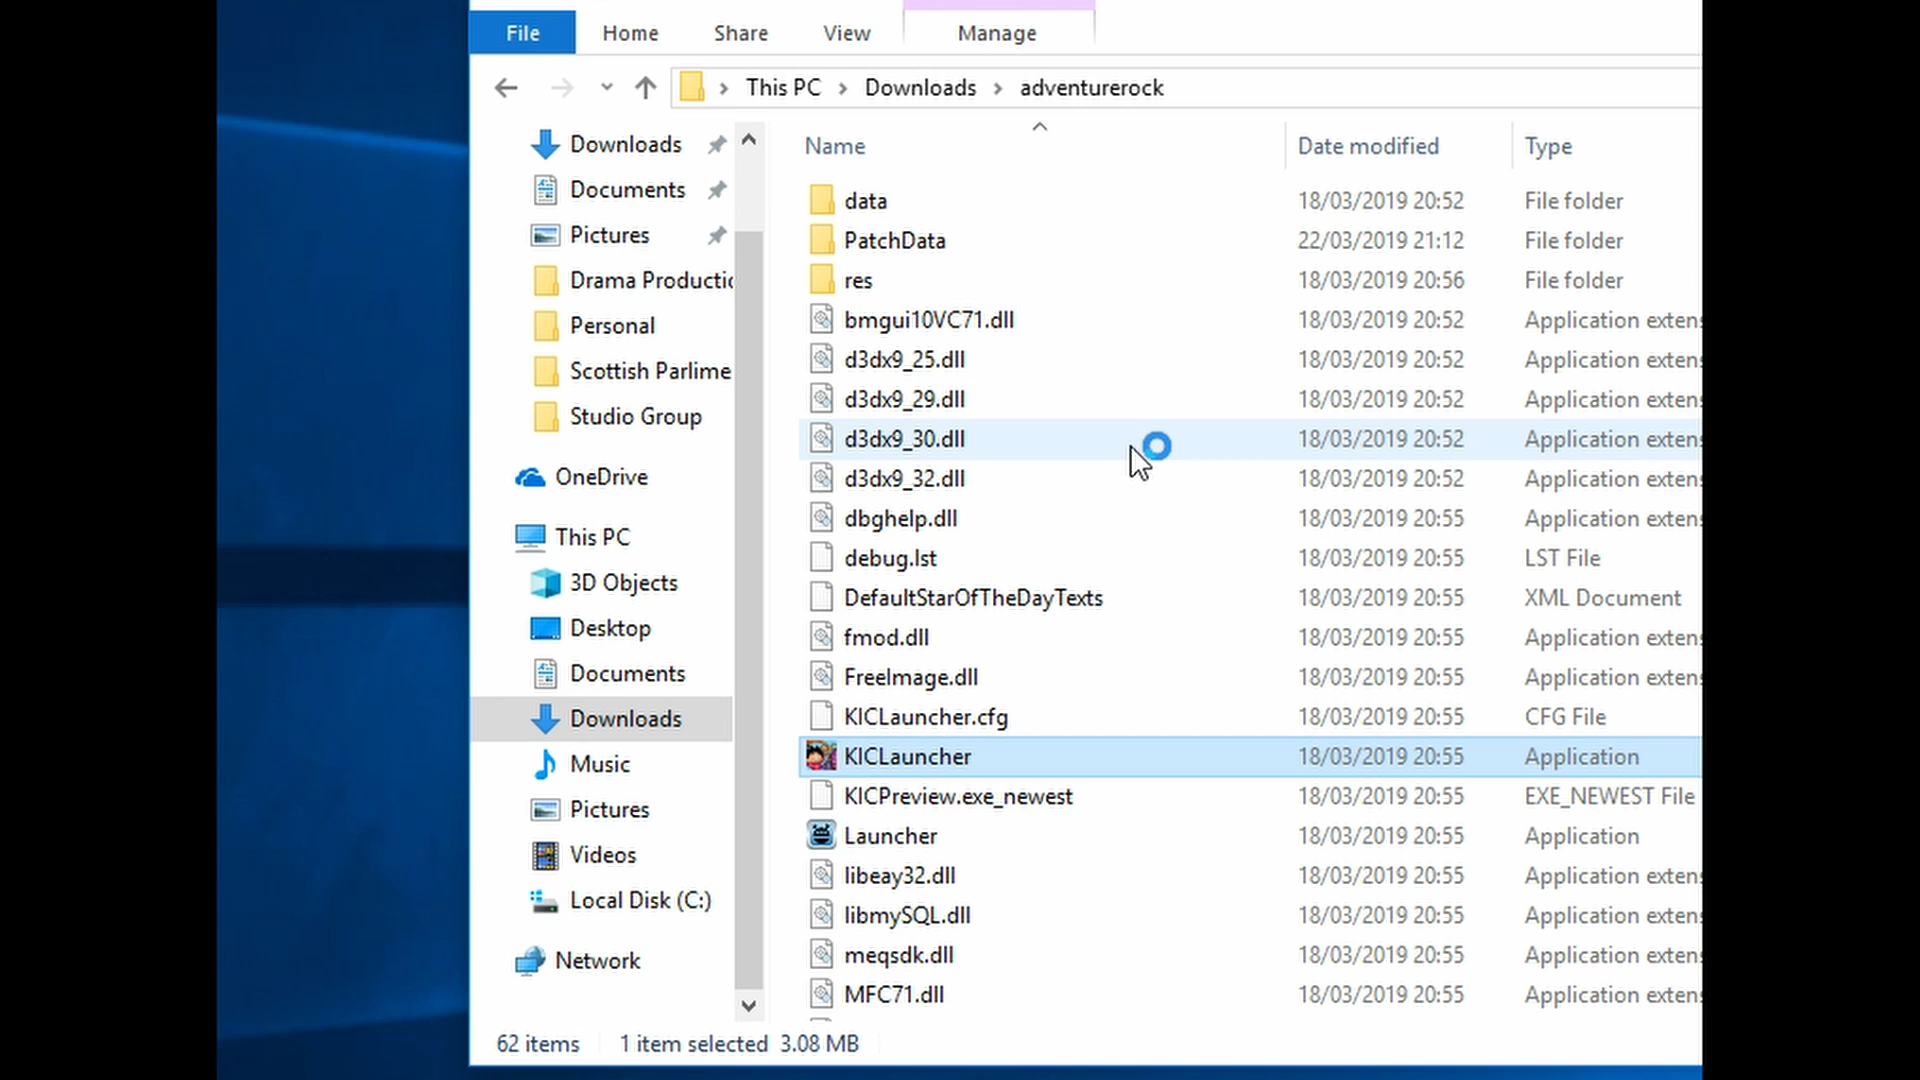 File Home Share View Manage
This PC Downloads adventurerock
Downloads
Documents
Pictures
Drama Productic
Personal
Scottish Parlime
Studio Group
OneDrive
This PC
3D Objects
Desktop
Documents
Downloads
Music
Pictures
Videos
Local Disk (C:)
Network
Name Date modified Type
data 18/03/2019 20:52 File folder
PatchData 22/03/2019 21:12 File folder
res 18/03/2019 20:56 File folder
bmgui10VC71.dll 18/03/2019 20:52 Application extens
d3dx9_25.dll 18/03/2019 20:52 Application extens
d3dx9_29.dll 18/03/2019 20:52 Application extens
d3dx9_30.dll 18/03/2019 20:52 Application extens
d3dx9_32.dll 18/03/2019 20:52 Application extens
dbghelp.dll 18/03/2019 20:55 Application extens
debug.lst 18/03/2019 20:55 LST File
DefaultStarOfTheDayTexts 18/03/2019 20:55 XML Document
fmod.dll 18/03/2019 20:55 Application extens
FreeImage.dll 18/03/2019 20:55 Application extens
KICLauncher.cfg 18/03/2019 20:55 CFG File
KICLauncher 18/03/2019 20:55 Application
KICPreview.exe_newest 18/03/2019 20:55 EXE_NEWEST File
Launcher 18/03/2019 20:55 Application
libeay32.dll 18/03/2019 20:55 Application extens
libmySQL.dll 18/03/2019 20:55 Application extens
meqsdk.dll 18/03/2019 20:55 Application extens
MFC71.dll 18/03/2019 20:55 Application extens
62 items 1 item selected 3.08 MB